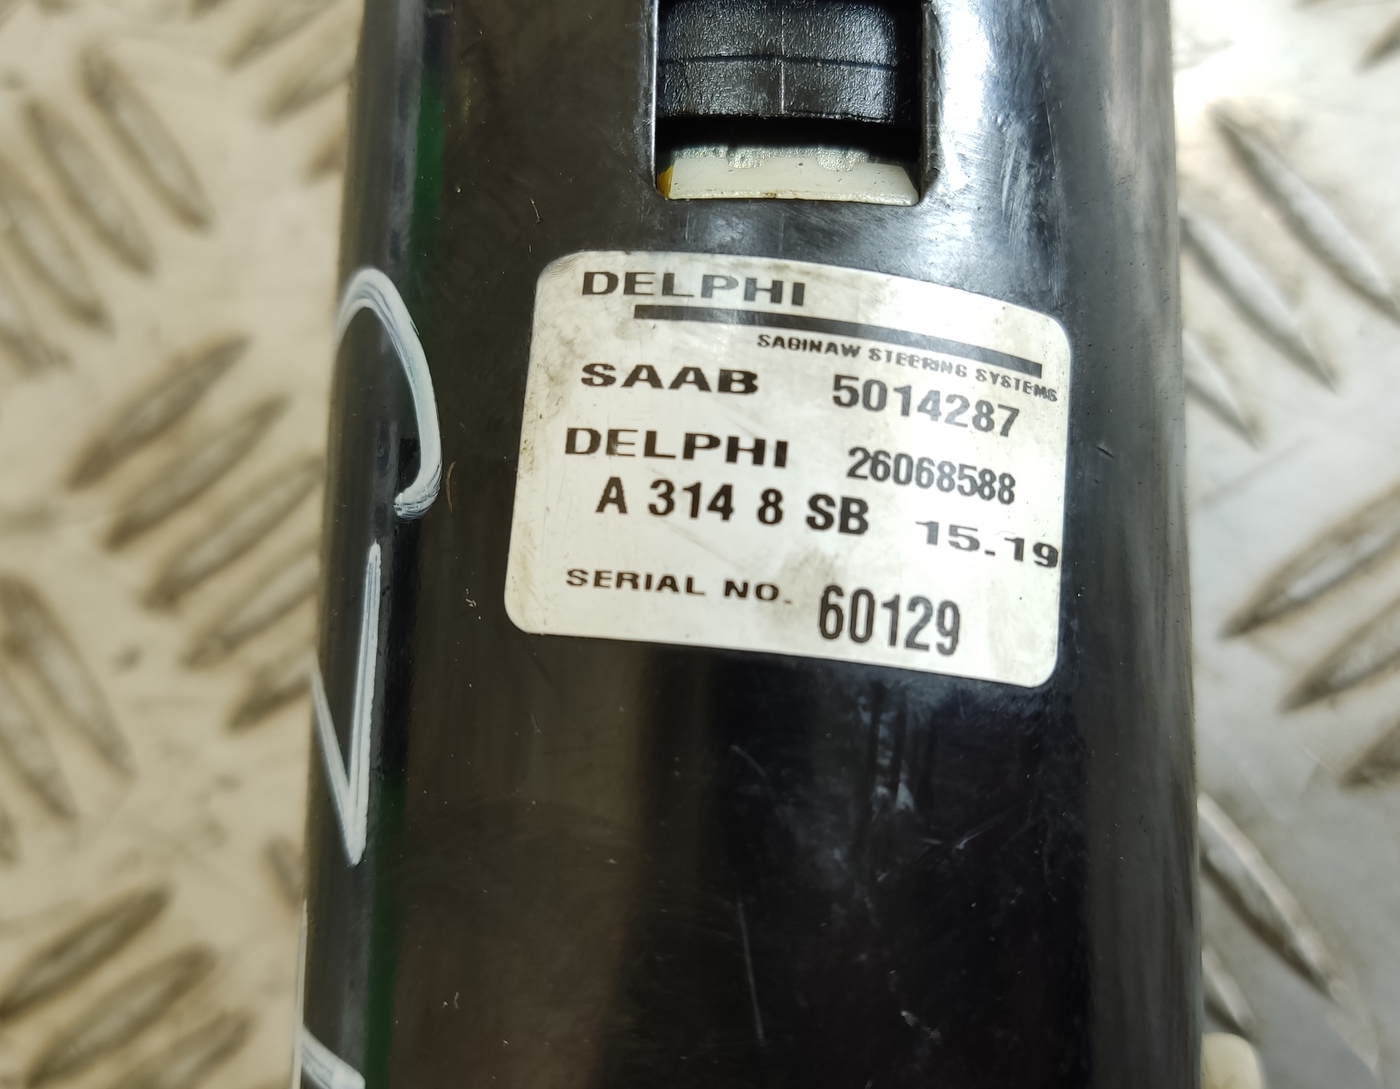 DELPHI
SAGINAW STEERING SYSTEMS
SAAB 5014287
DELPHI 26068588
A 314 8 SB 15.19
SERIAL NO. 60129